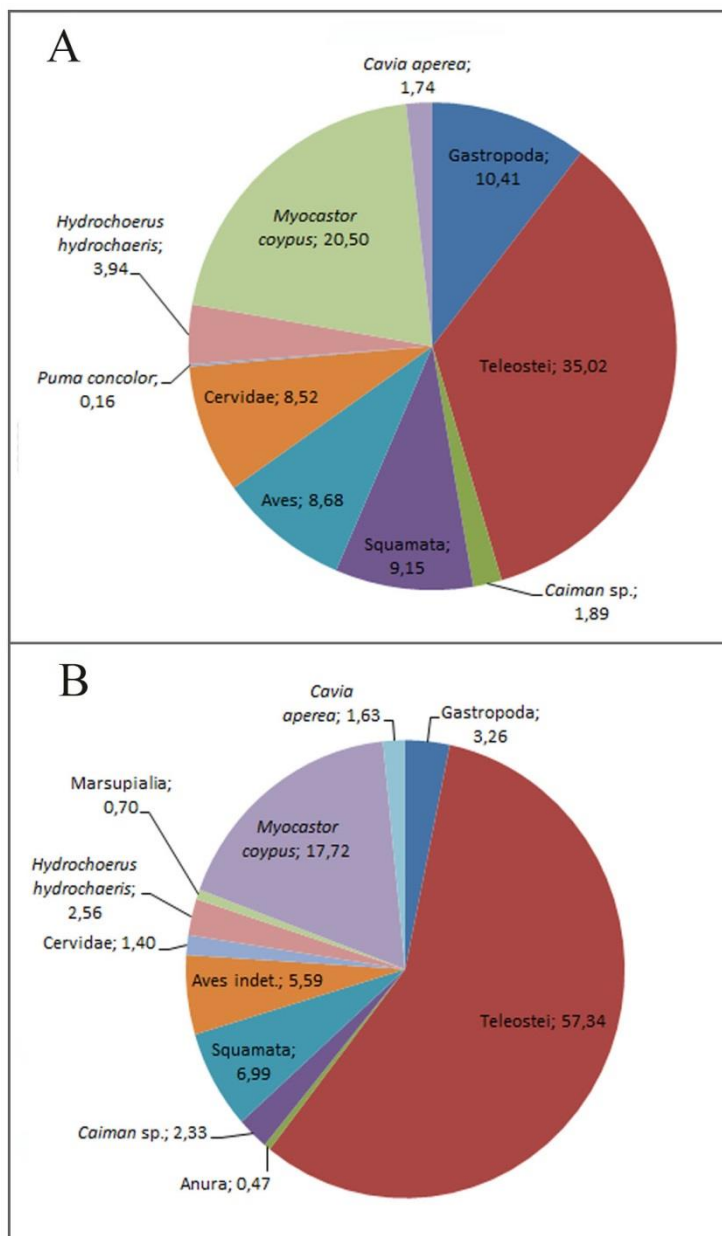 A
Cavia aperea;
1,74
Gastropoda;
10,41
Myocastor
coypus; 20,50
Hydrochoerus
hydrochaeris;
3,94
Teleostei; 35,02
Puma concolor;
0,16
Cervidae; 8,52
Aves; 8,68
Squamata;
9,15
Caiman sp.;
1,89
B
Cavia
aperea; 1,63
Gastropoda;
3,26
Marsupialia;
0,70
Myocastor
coypus; 17,72
Hydrochoerus
hydrochaeris;
2,56
Cervidae; 1,40
Aves indet.; 5,59
Teleostei; 57,34
Squamata;
6,99
Caiman sp.; 2,33
Anura; 0,47